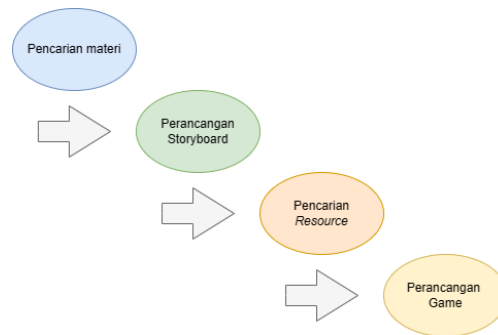 Pencarian materi
Perancangan
Storyboard
Pencarian
Resource
Perancangan
Game